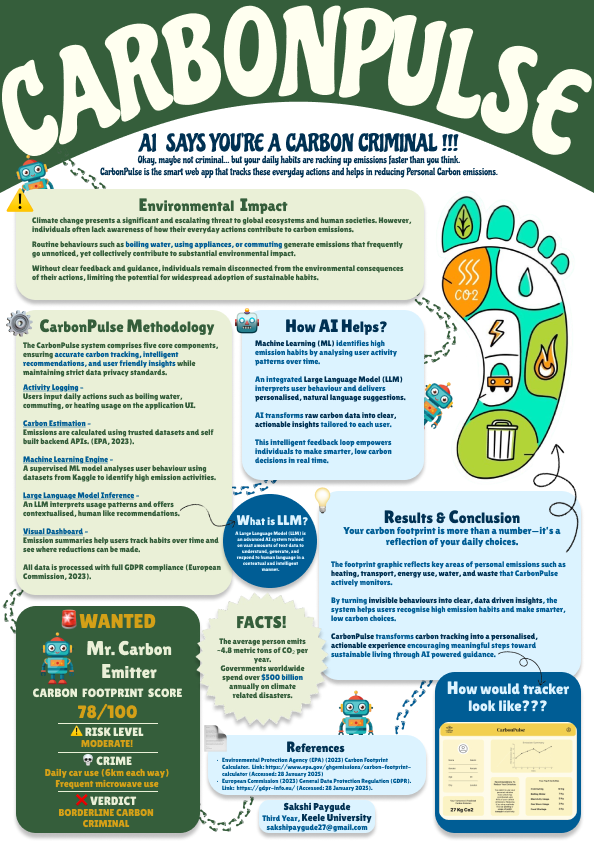 CARBONPULSE
AI SAYS YOU'RE A CARBON CRIMINAL !!!
Okay, maybe not criminal... but your daily habits are racking up emissions faster than you think.
CarbonPulse is the smart web app that tracks these everyday actions and helps in reducing Personal Carbon emissions.
Environmental Impact
Climate change presents a significant and escalating threat to global ecosystems and human societies. However,
individuals often lack awareness of how their everyday actions contribute to carbon emissions.
Routine behaviours such as boiling water, using appliances, or commuting generate emissions that frequently
go unnoticed, yet collectively contribute to substantial environmental impact.
Without clear feedback and guidance, individuals remain disconnected from the environmental consequences
of their actions, limiting the potential for widespread adoption of sustainable habits.
CO2
CarbonPulse Methodology
The CarbonPulse system comprises five core components,
ensuring accurate carbon tracking, intelligent
recommendations, and user friendly insights while
maintaining strict data privacy standards.
Activity Logging –
Users input daily actions such as boiling water,
commuting, or heating usage on the application UI.
Carbon Estimation –
Emissions are calculated using trusted datasets and self
built backend APIs. (EPA, 2023).
Machine Learning Engine –
A supervised ML model analyses user behaviour using
datasets from Kaggle to identify high emission activities.
Large Language Model Inference –
An LLM interprets usage patterns and offers
contextualised, human like recommendations.
Visual Dashboard –
Emission summaries help users track habits over time and
see where reductions can be made.
All data is processed with full GDPR compliance (European
Commission, 2023).
How AI Helps?
Machine Learning (ML) identifies high
emission habits by analysing user activity
patterns over time.
An integrated Large Language Model (LLM)
interprets user behaviour and delivers
personalised, natural language suggestions.
AI transforms raw carbon data into clear,
actionable insights tailored to each user.
This intelligent feedback loop empowers
individuals to make smarter, low carbon
decisions in real time.
What is LLM?
A Large Language Model (LLM) is
an advanced AI system trained
on vast amounts of text data to
understand, generate, and
respond to human language in a
contextual and intelligent
manner.
Results & Conclusion
Your carbon footprint is more than a number—it's a
reflection of your daily choices.
The footprint graphic reflects key areas of personal emissions such as
heating, transport, energy use, water, and waste that CarbonPulse
actively monitors.
By turning invisible behaviours into clear, data driven insights, the
system helps users recognise high emission habits and make smarter,
low carbon choices.
CarbonPulse transforms carbon tracking into a personalised,
actionable experience encouraging meaningful steps toward
sustainable living through AI powered guidance.
WANTED
Mr. Carbon
Emitter
CARBON FOOTPRINT SCORE
78/100
RISK LEVEL
MODERATE!
CRIME
Daily car use (6km each way)
Frequent microwave use
VERDICT
BORDERLINE CARBON
CRIMINAL
FACTS!
The average person emits
~4.8 metric tons of CO₂ per
year.
Governments worldwide
spend over $500 billion
annually on climate
related disasters.
References
• Environmental Protection Agency (EPA) (2023) Carbon Footprint
Calculator. Link: https://www.epa.gov/ghgemissions/carbon-footprint-
calculator (Accessed: 28 January 2025)
• European Commission (2023) General Data Protection Regulation (GDPR).
Link: https://gdpr-info.eu/ (Accessed: 28 January 2025).
Sakshi Paygude
Third Year, Keele University
sakshipaygude27@gmail.com
How would tracker
look like???
CarbonPulse
27 Kg Co2